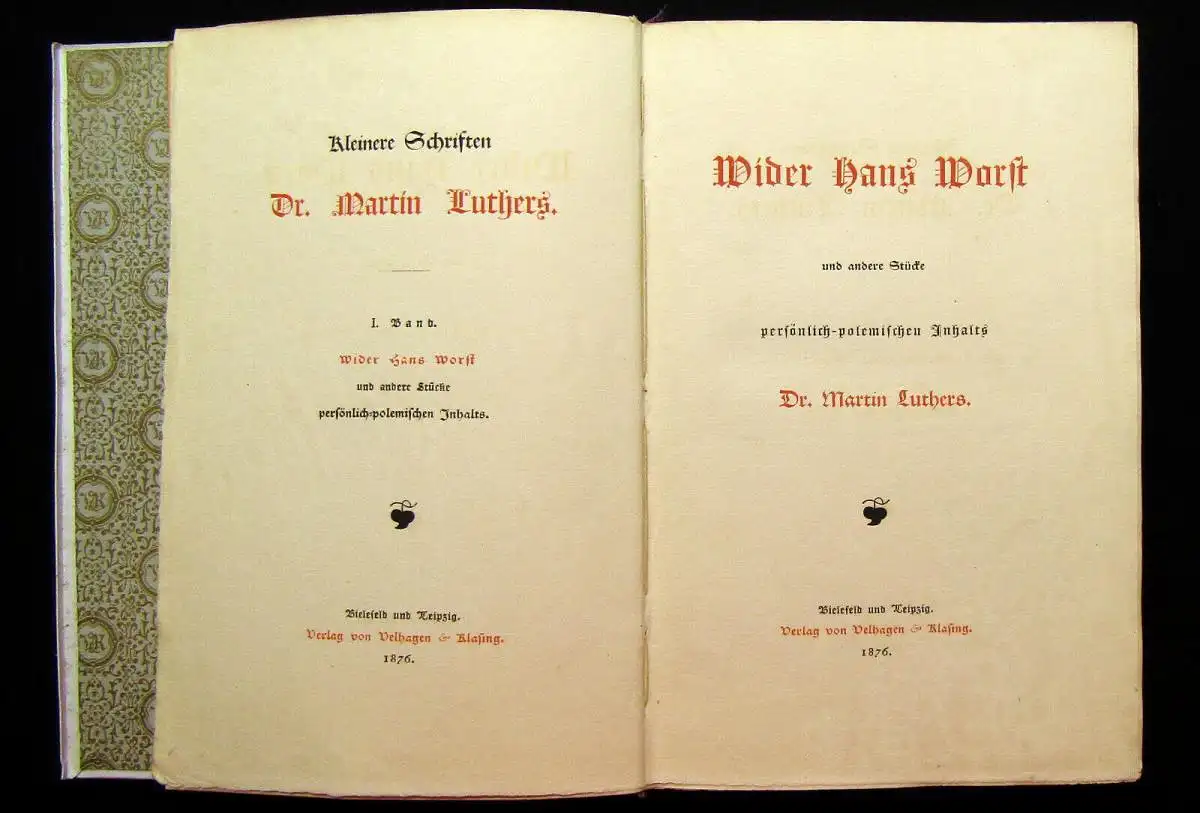 Kleinere Schriften
Dr. Martin Luthers.
I. Band.
Wider Hans Worst
und andere Stücke
persönlich-polemischen Inhalts.
Bielefeld und Leipzig.
Verlag von Velhagen & Klasing.
1876.
Wider Hans Worst
und andere Stücke
persönlich-polemischen Inhalts
Dr. Martin Luthers.
Bielefeld und Leipzig.
Verlag von Velhagen & Klasing.
1876.